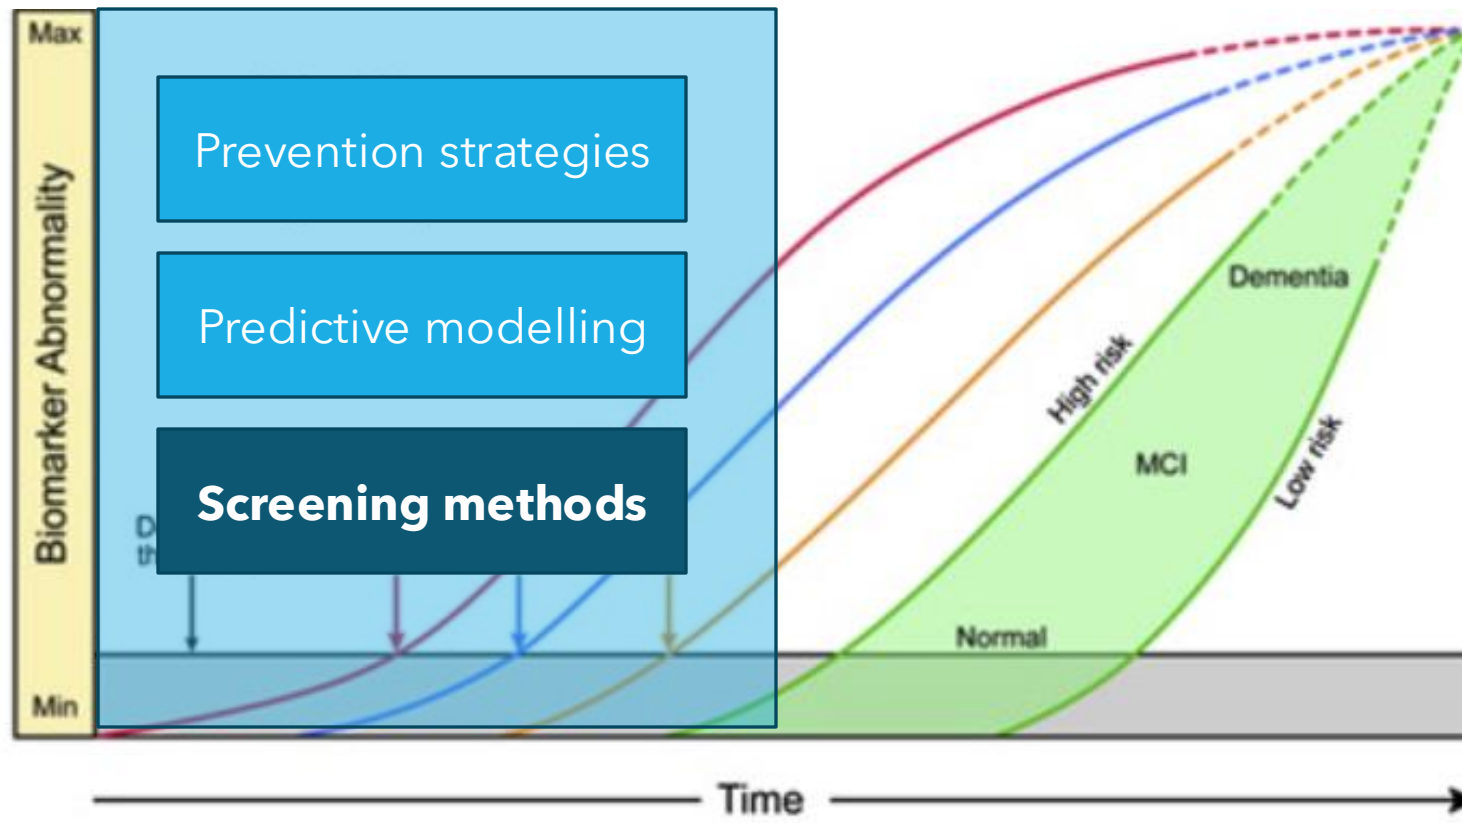 Max
Biomarker Abnormality
Min
Prevention strategies
Predictive modelling
Screening methods
High risk
Dementia
MCI
Low risk
Normal
Time